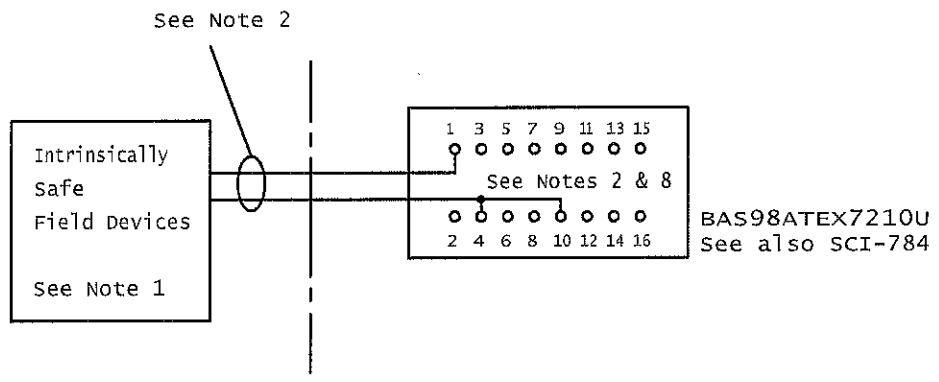 See Note 2
1 3 5 7 9 11 13 15
Intrinsically
Safe
Field Devices
See Note 1
See Notes 2 & 8
2 4 6 8 10 12 14 16
BAS98ATEX7210U
See also SCI-784